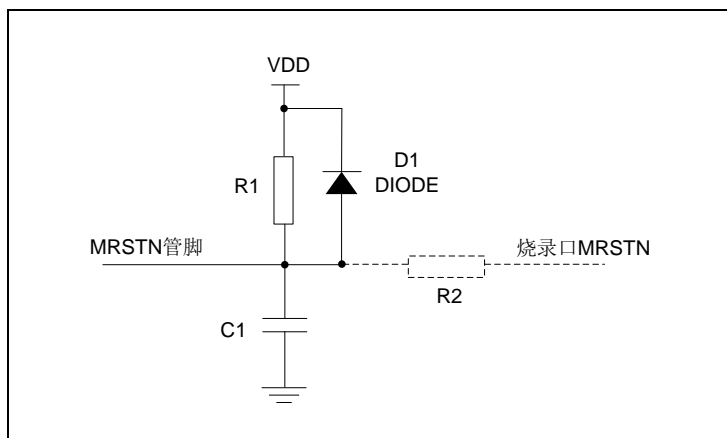 VDD
D1
DIODE
R1
MRSTN管脚
烧录口MRSTN
R2
C1